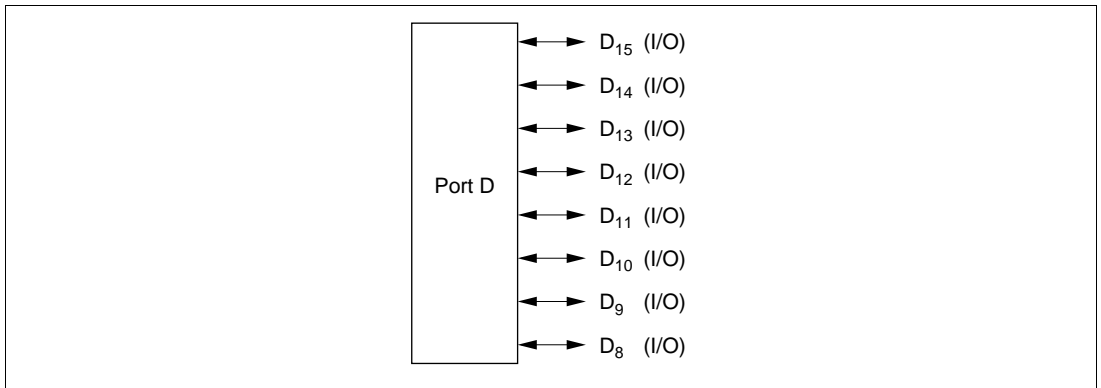 D15 (I/O)
D14 (I/O)
D13 (I/O)
D12 (I/O)
Port D
D11 (I/O)
D10 (I/O)
D9 (I/O)
D8 (I/O)